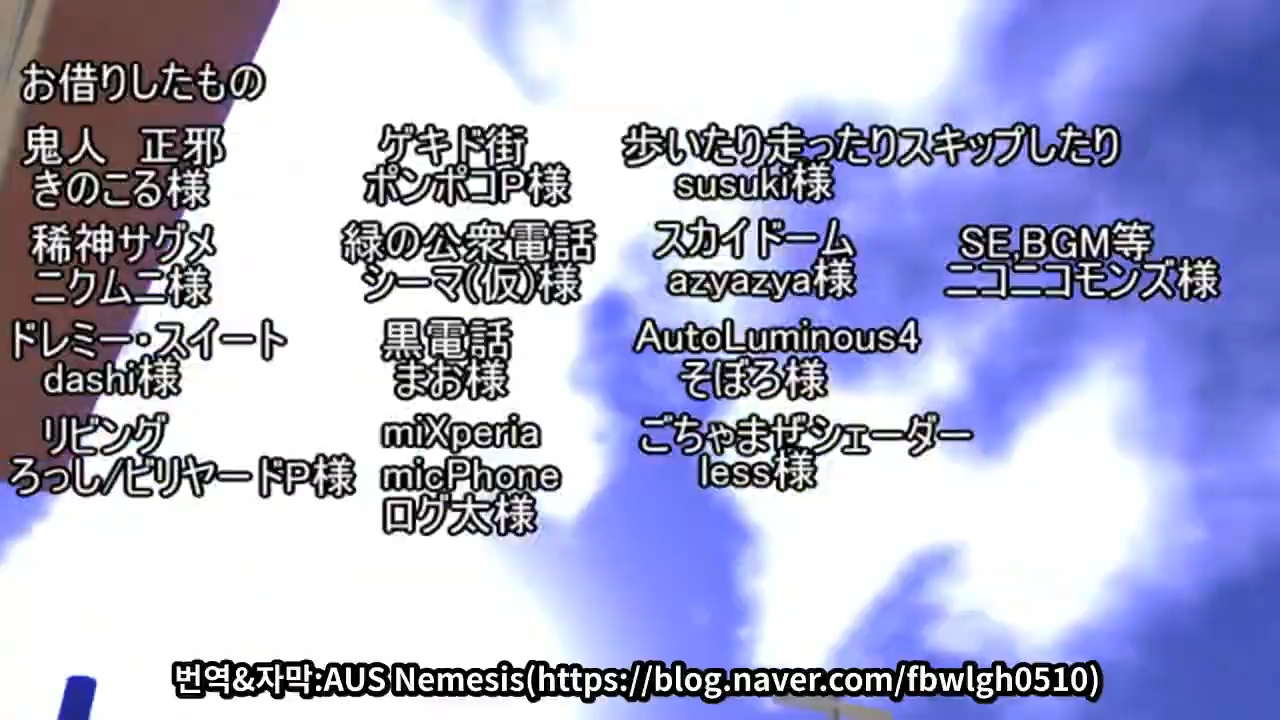 お借りしたもの
鬼人　正邪
きのこる様
稀神サグメ
ニクムニ様
ドレミー・スイート
dashi様
リビング
ろっし/ビリヤードP様
ゲキド街
ポンポコP様
緑の公衆電話
シーマ(仮)様
黒電話
まお様
miXperia
micPhone
ログ太様
歩いたり走ったりスキップしたり
susuki様
スカイドーム
azyazya様
AutoLuminous4
そぼろ様
ごちゃまぜシェーダー
less様
SE,BGM等
ニコニコモンズ様
번역&자막:AUS Nemesis(https://blog.naver.com/fbwlgh0510)